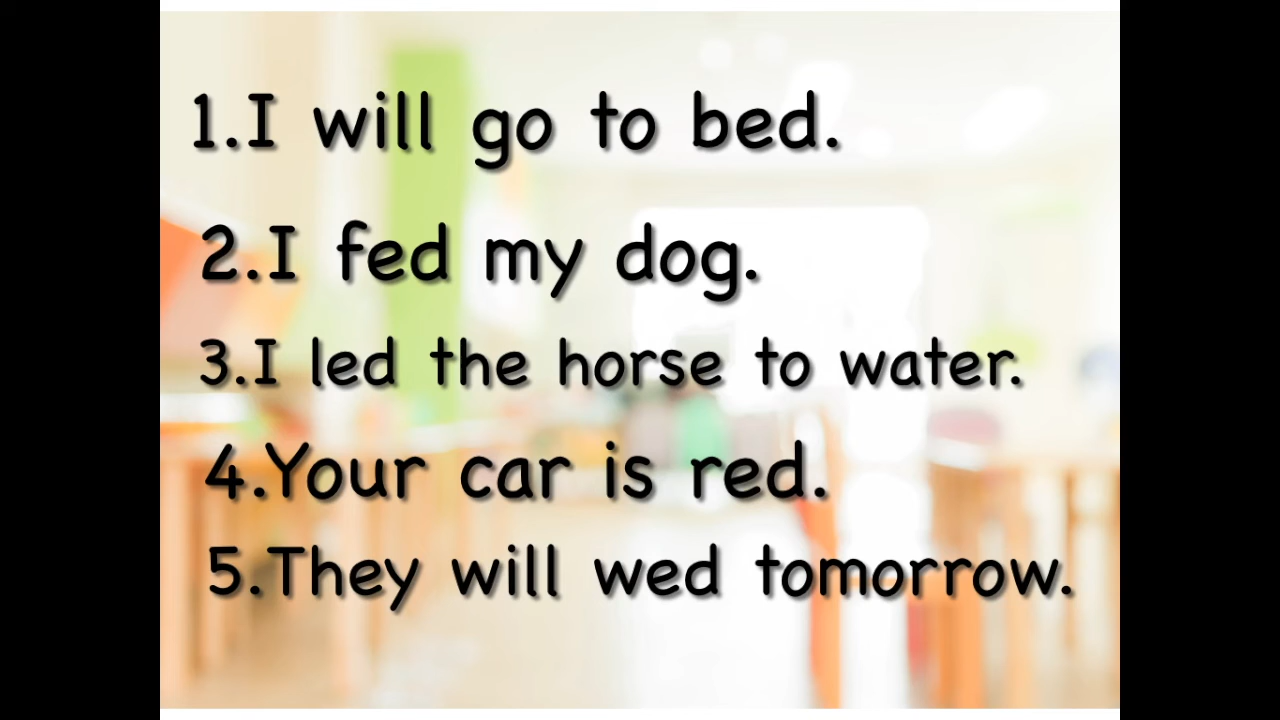 1.I will go to bed.
2.I fed my dog.
3.I led the horse to water.
4.Your car is red.
5.They will wed tomorrow.